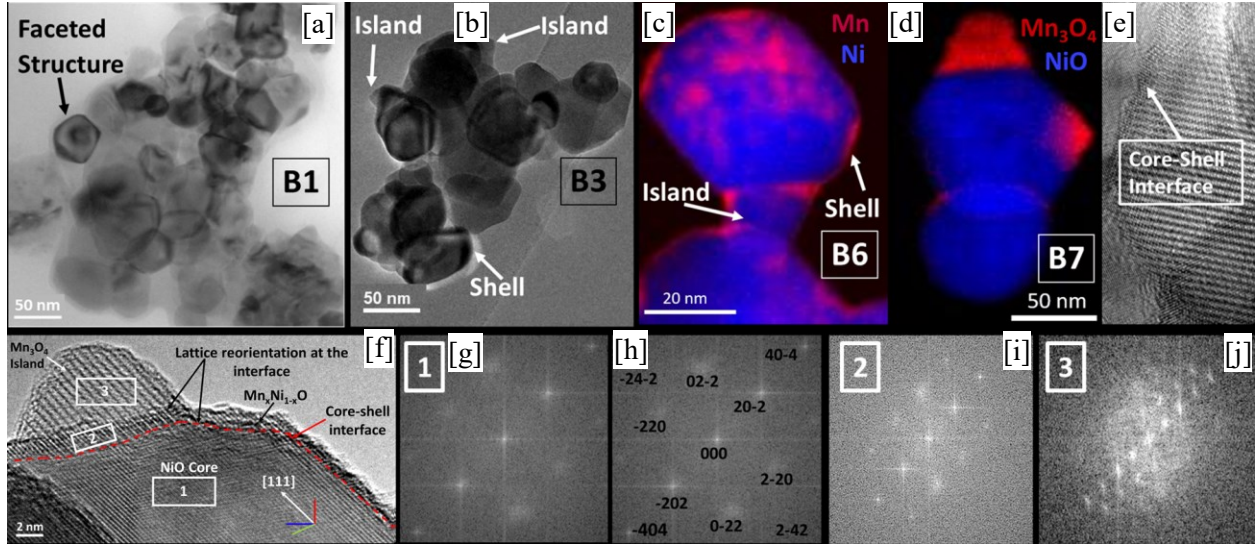 [a]
Faceted
Structure
B1
50 nm
[b]
Island
Island
B3
Shell
50 nm
[c]
Mn
Ni
Island
Shell
B6
20 nm
[d]
Mn₃O₄
NiO
B7
50 nm
[e]
Core-Shell
Interface
[f]
Mn₃O₄
Island
Lattice reorientation at the
interface
MnₓNi₁₋ₓO
Core-shell
interface
3
2
NiO Core
1
[111]
2 nm
1
[g]
[h]
40-4
-24-2
02-2
20-2
-220
000
2-20
-202
-404
0-22
2-42
2
[i]
3
[j]